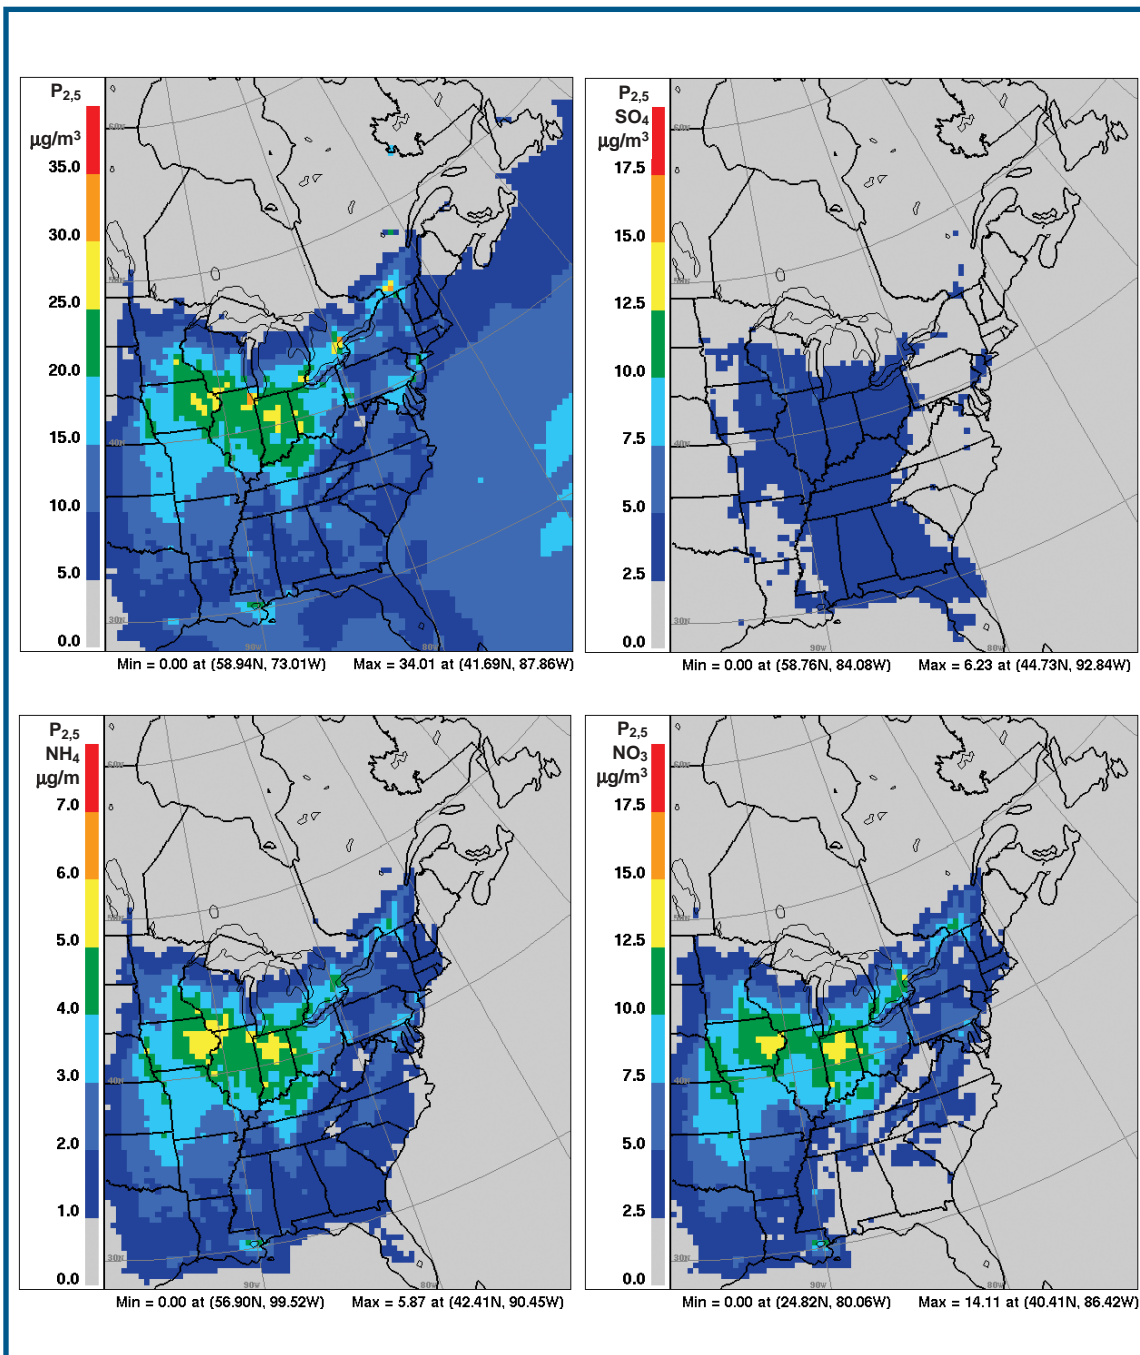 P2,5
µg/m3
35.0
30.0
25.0
20.0
15.0
10.0
5.0
0.0
Min = 0.00 at (58.94N, 73.01W) Max = 34.01 at (41.69N, 87.86W)
P2,5
SO4
µg/m3
17.5
15.0
12.5
10.0
7.5
5.0
2.5
0.0
90W 80W
Min = 0.00 at (58.76N, 84.08W) Max = 6.23 at (44.73N, 92.84W)
P2,5
NH4
µg/m
7.0
6.0
5.0
4.0
3.0
2.0
1.0
0.0
90W 80W
Min = 0.00 at (56.90N, 99.52W) Max = 5.87 at (42.41N, 90.45W)
P2,5
NO3
µg/m3
17.5
15.0
12.5
10.0
7.5
5.0
2.5
0.0
90W 80W
Min = 0.00 at (24.82N, 80.06W) Max = 14.11 at (40.41N, 86.42W)